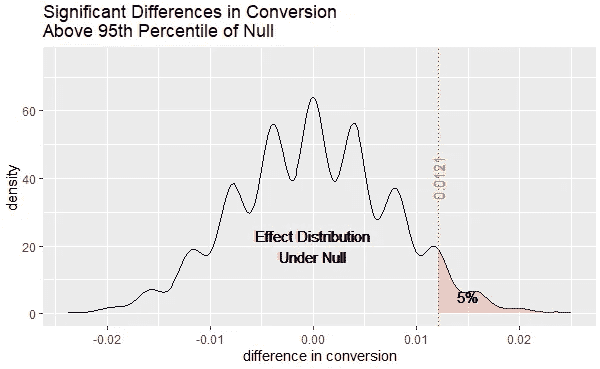 Significant Differences in Conversion
Above 95th Percentile of Null
density
60
40
20
0
0.0121
Effect Distribution
Under Null
5%
-0.02
-0.01
0.00
0.01
0.02
difference in conversion